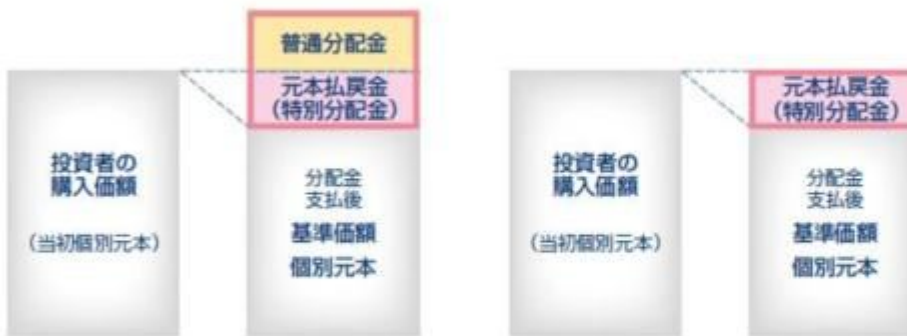 普通分配金
元本払戻金
(特別分配金)
投資者の
購入価額
(当初個別元本)
分配金
支払後
基準価額
個別元本
元本払戻金
(特別分配金)
投資者の
購入価額
(当初個別元本)
分配金
支払後
基準価額
個別元本